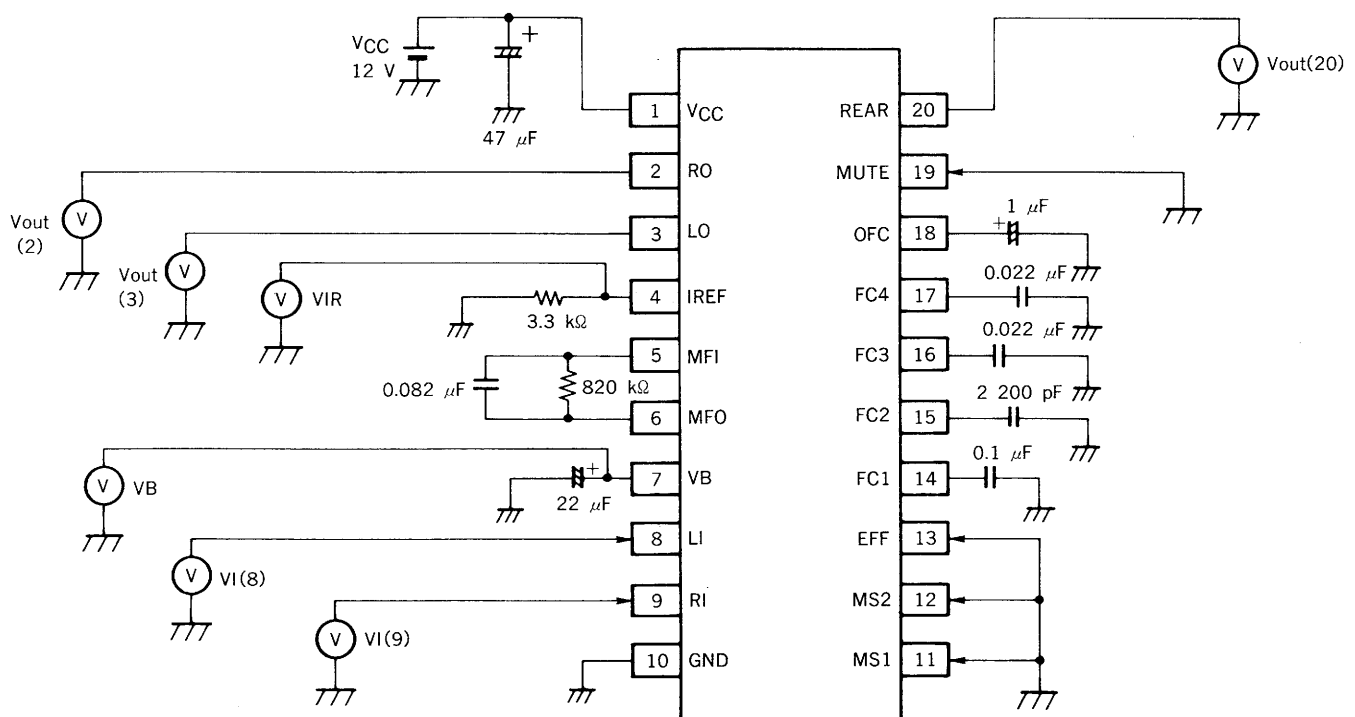 VCC
12 V
+
47 μF
1 VCC
2 RO
3 LO
4 IREF
5 MFI
6 MFO
7 VB
8 LI
9 RI
10 GND
V
Vout
(2)
V
Vout
(3)
V
VIR
3.3 kΩ
0.082 μF
820 kΩ
V
VB
+
22 μF
V
VI(8)
V
VI(9)
REAR 20
MUTE 19
OFC 18
FC4 17
FC3 16
FC2 15
FC1 14
EFF 13
MS2 12
MS1 11
V
Vout(20)
1 μF
+
0.022 μF
0.022 μF
2 200 pF
0.1 μF